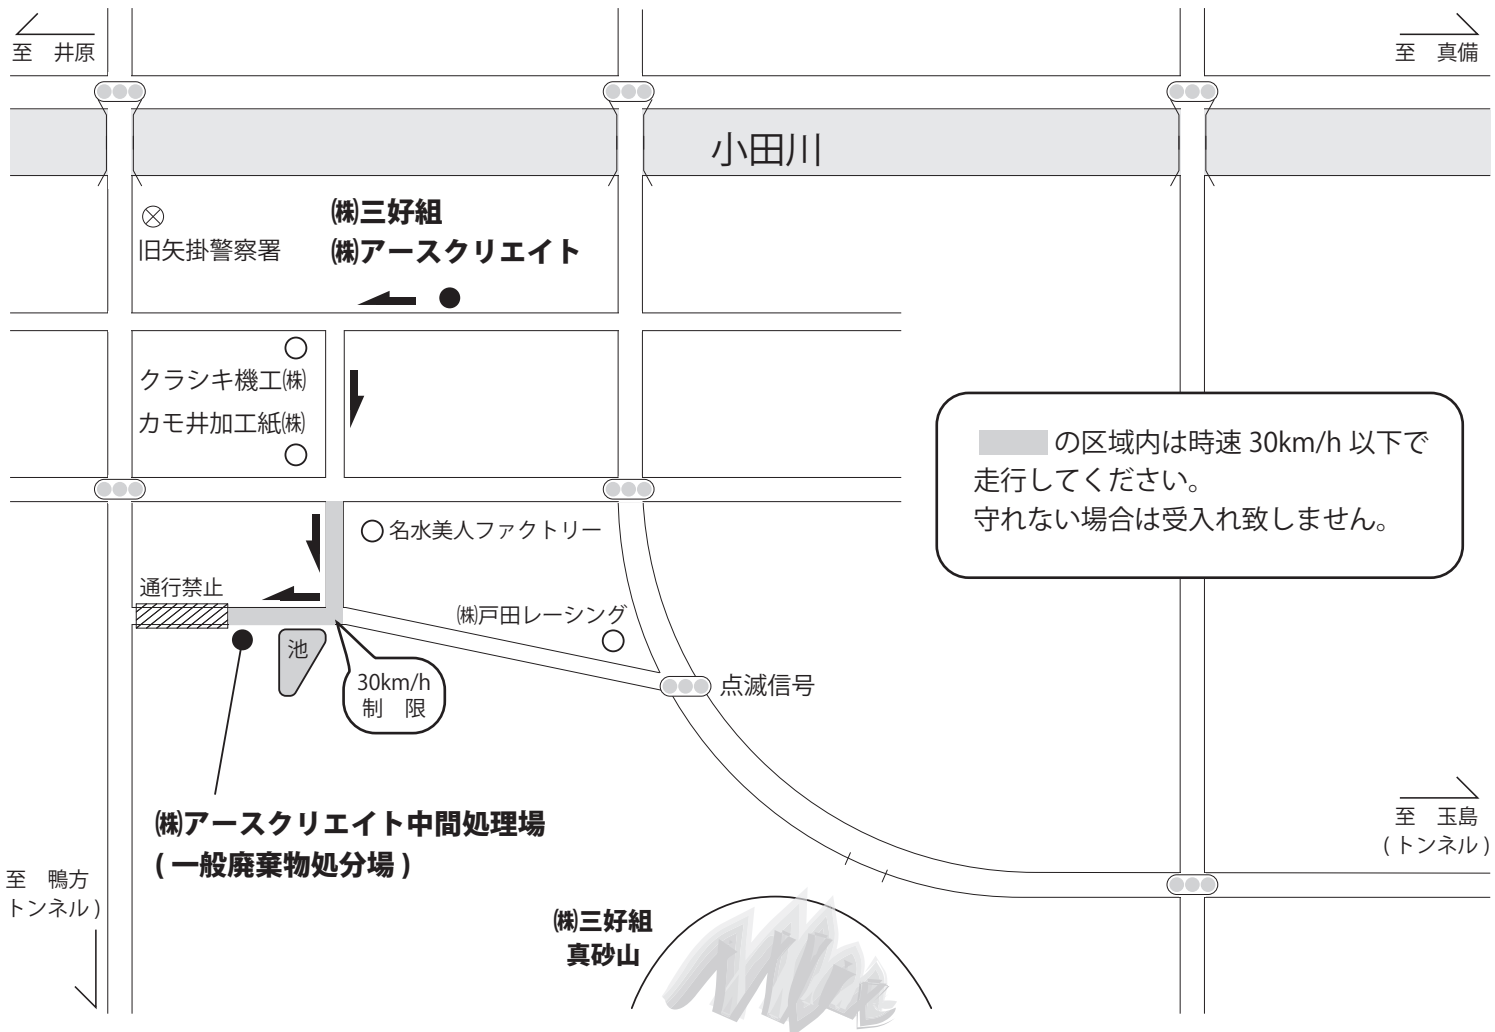 至 井原
至 真備
小田川
旧矢掛警察署
㈱三好組
㈱アースクリエイト
クラシキ機工㈱
カモ井加工紙㈱
の区域内は時速 30km/h 以下で
走行してください。
守れない場合は受入れ致しません。
名水美人ファクトリー
通行禁止
㈱戸田レーシング
池
30km/h
制 限
点滅信号
㈱アースクリエイト中間処理場
( 一般廃棄物処分場 )
至 玉島
( トンネル )
至 鴨方
トンネル )
㈱三好組
真砂山